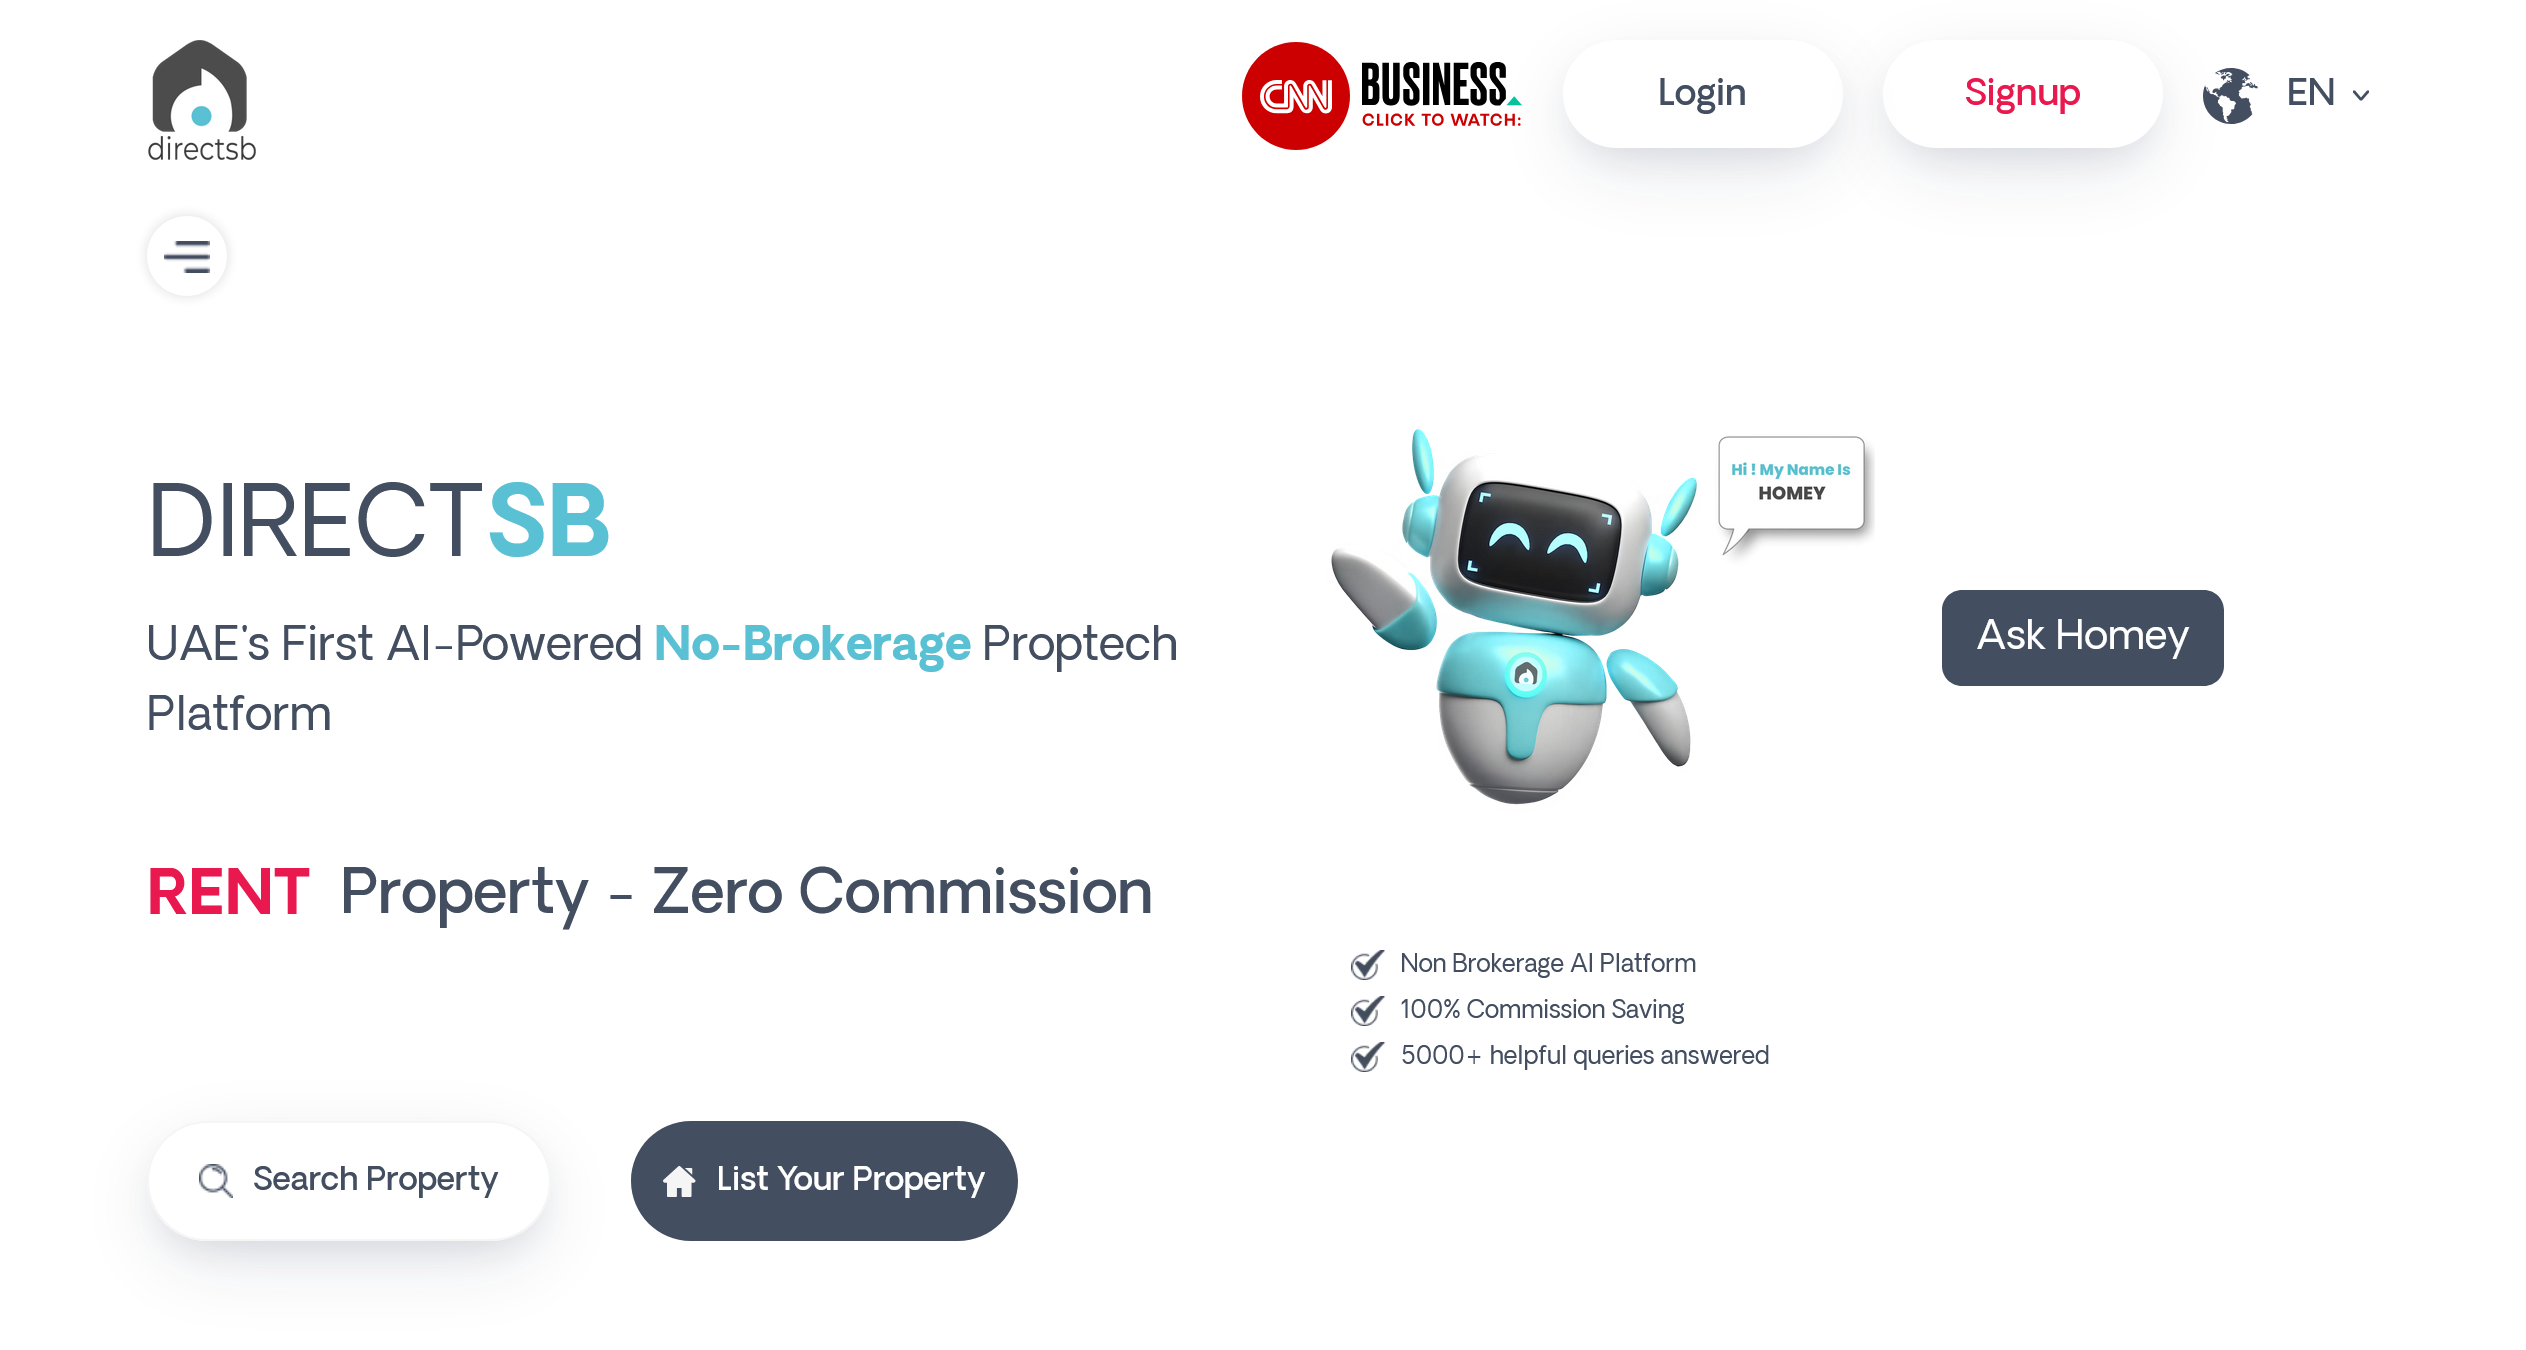 directsb
CNN BUSINESS
CLICK TO WATCH:
Login
Signup
EN
DIRECTSB
UAE's First AI-Powered No-Brokerage Proptech
Platform
Hi ! My Name Is
HOMEY
Ask Homey
RENT Property - Zero Commission
Non Brokerage AI Platform
100% Commission Saving
5000+ helpful queries answered
Search Property
List Your Property